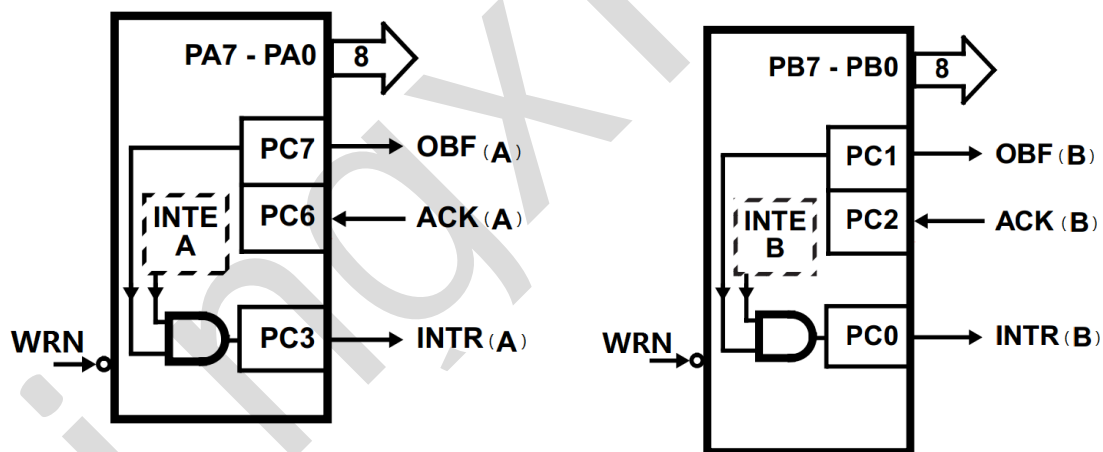 PA7 - PA0
8
PC7
OBF (A)
INTE
A
PC6
ACK (A)
WRN
PC3
INTR (A)
PB7 - PB0
8
PC1
OBF (B)
INTE
B
PC2
ACK (B)
WRN
PC0
INTR (B)